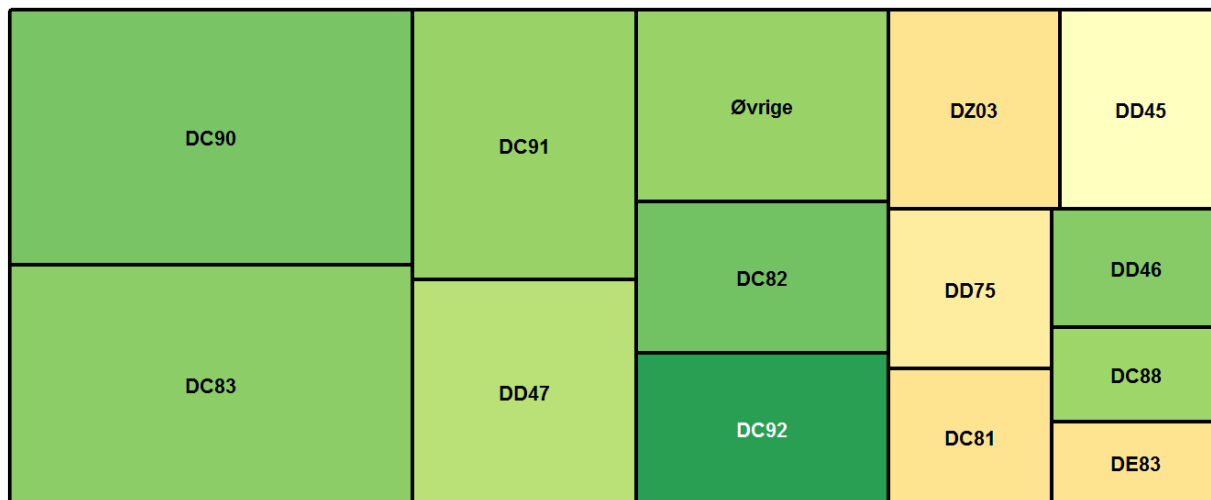 DC90
DC83
DC91
DD47
Øvrige
DC82
DC92
DZ03
DD45
DD75
DC81
DD46
DC88
DE83